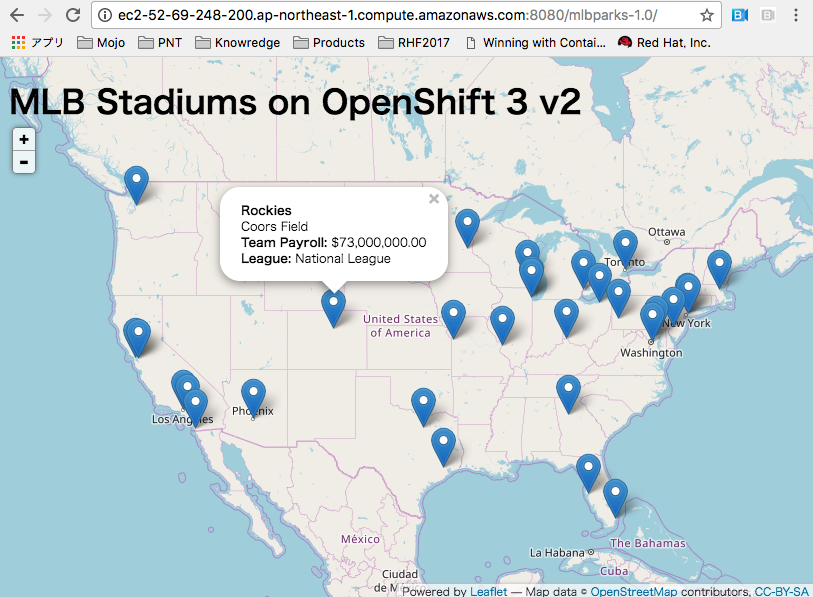 ec2-52-69-248-200.ap-northeast-1.compute.amazonaws.com:8080/mlbparks-1.0/
アプリ Mojo PNT Knowredge Products RHF2017 Winning with Contai... Red Hat, Inc.
MLB Stadiums on OpenShift 3 v2
+
-
Rockies
Coors Field
Team Payroll: $73,000,000.00
League: National League
Ottawa
Toronto
United States
of America
New York
Washington
Los Angeles
Phoenix
México
La Habana
The Bahamas
Cuba
Ciudad
de M
Powered by Leaflet — Map data © OpenStreetMap contributors, CC-BY-SA